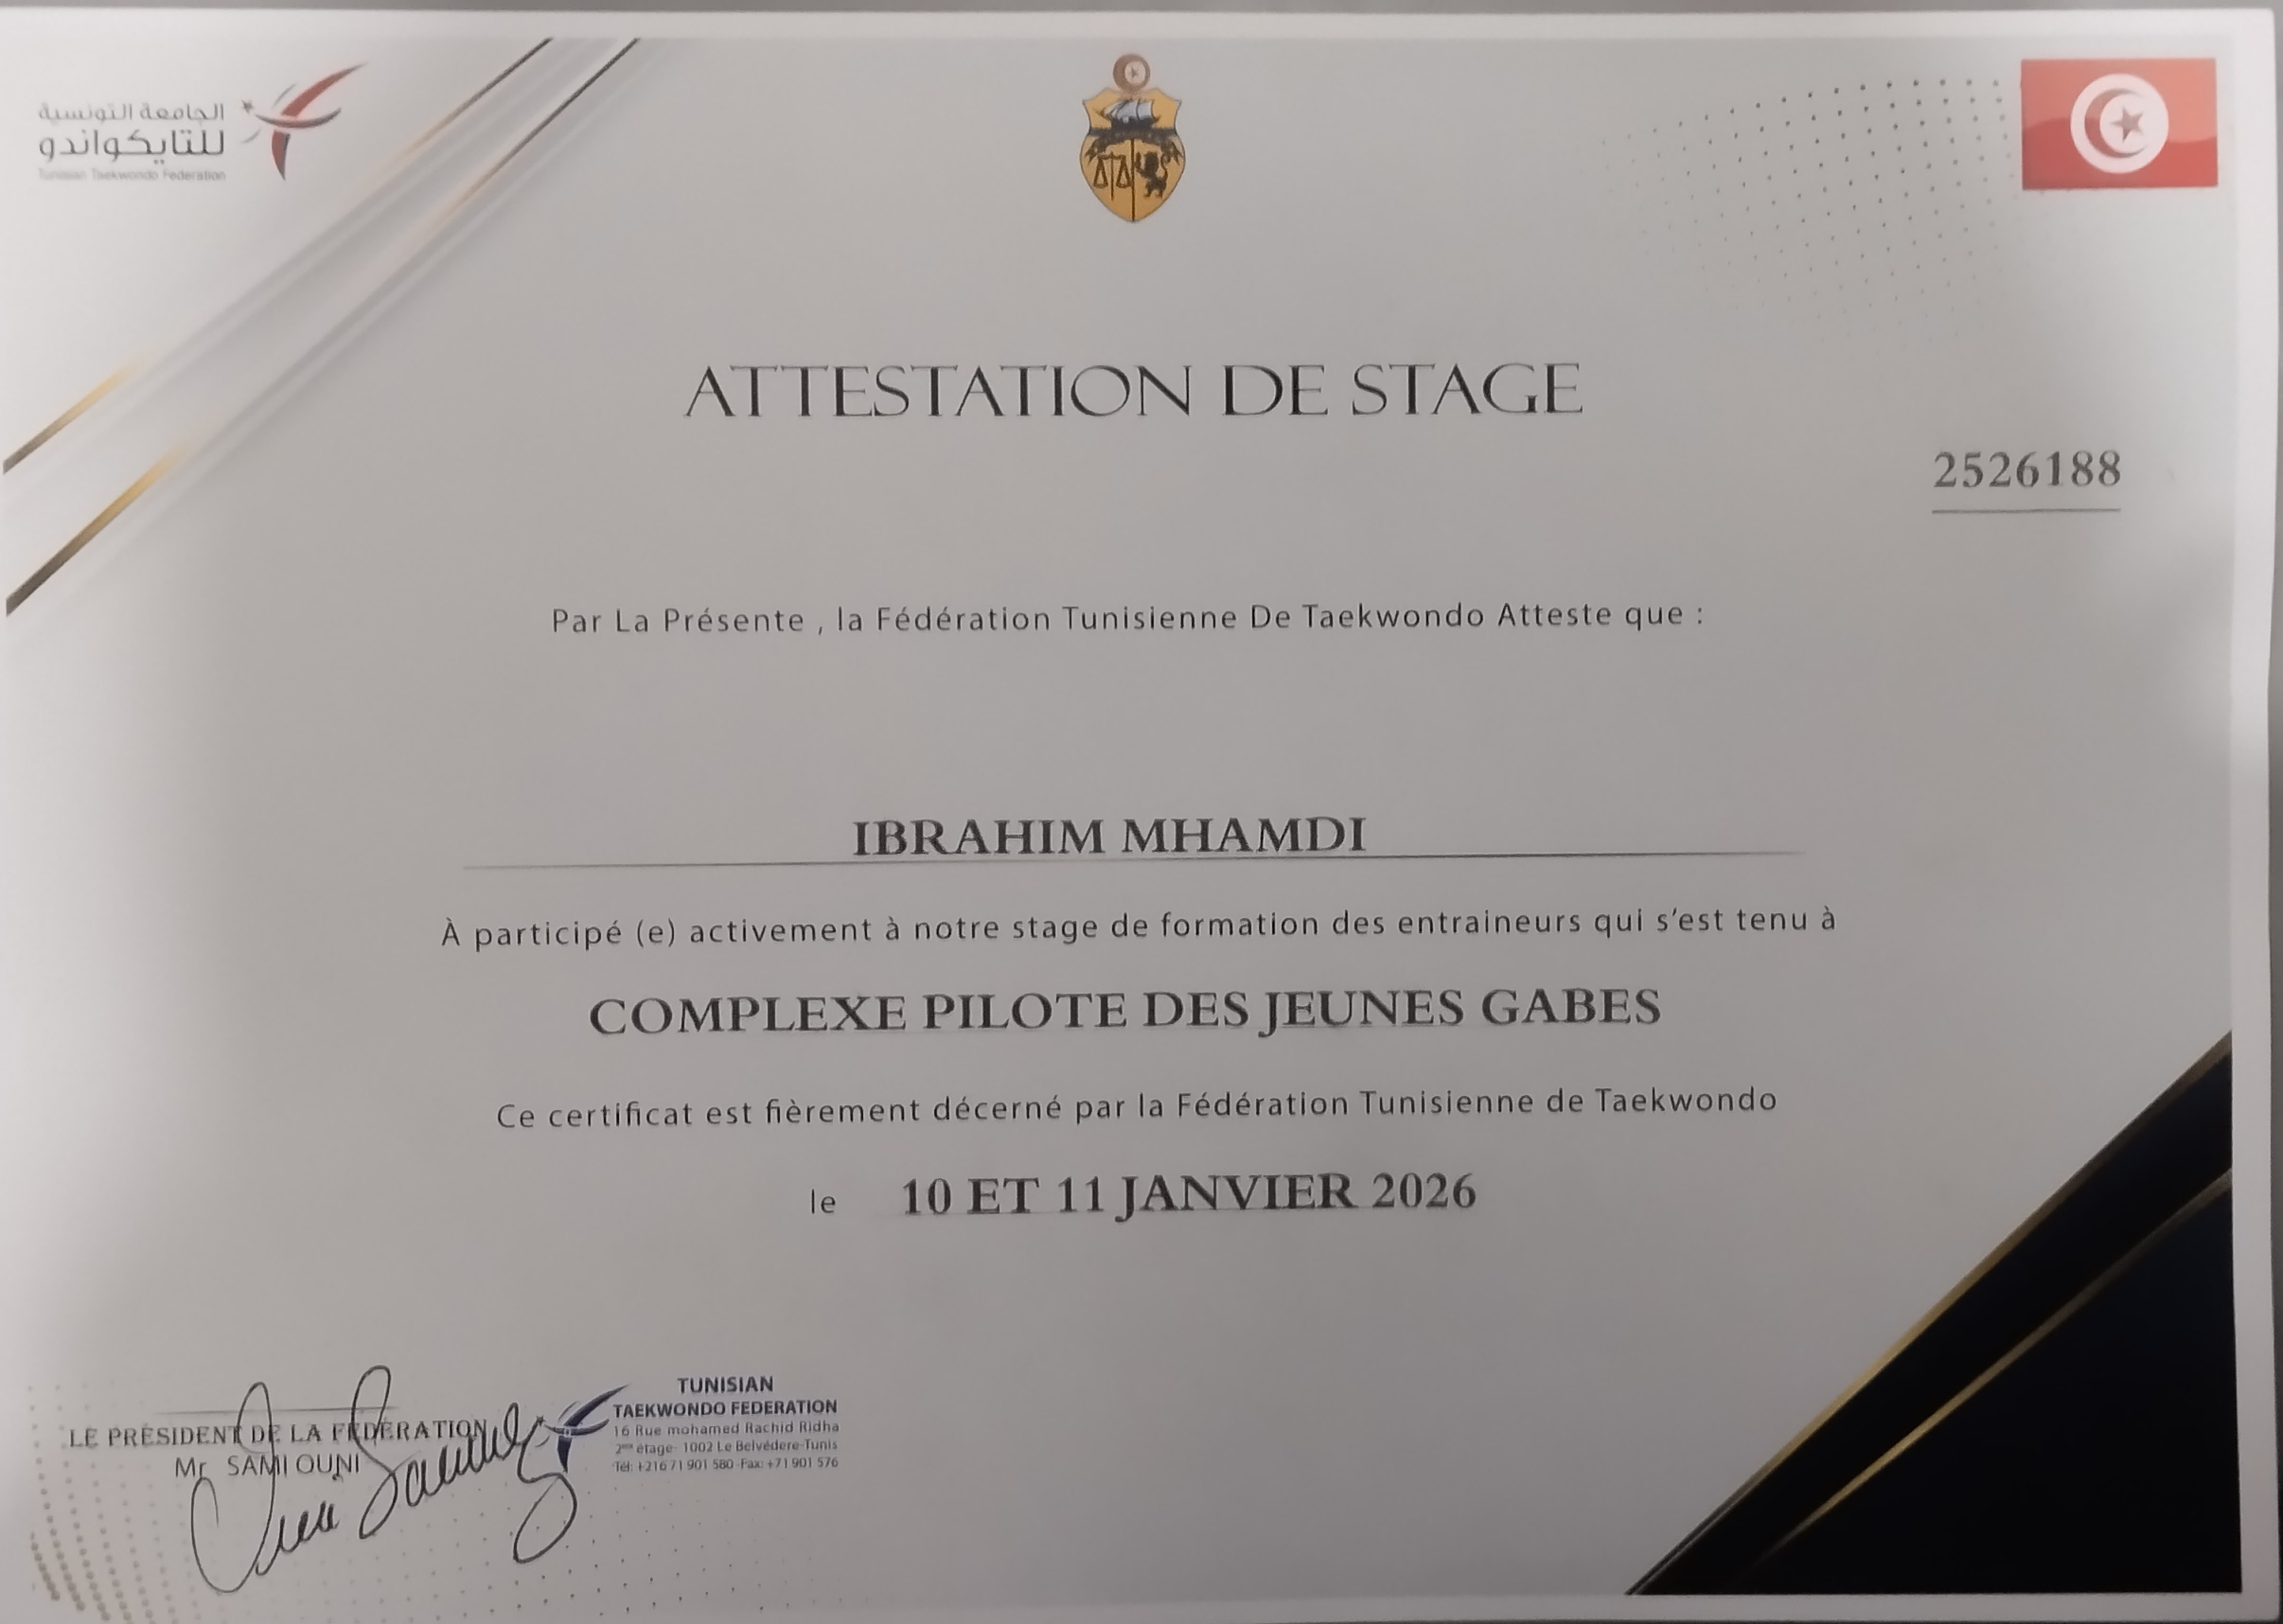 الجامعة التونسية
للتايكواندو
Tunisian Taekwondo Federation
ATTESTATION DE STAGE
2526188
Par La Présente , la Fédération Tunisienne De Taekwondo Atteste que :
IBRAHIM MHAMDI
À participé (e) activement à notre stage de formation des entraineurs qui s'est tenu à
COMPLEXE PILOTE DES JEUNES GABES
Ce certificat est fièrement décerné par la Fédération Tunisienne de Taekwondo
le 10 ET 11 JANVIER 2026
LE PRÉSIDENT DE LA FÉDÉRATION
Mr SAMI OUNI
TUNISIAN
TAEKWONDO FEDERATION
16 Rue mohamed Rachid Ridha
2ᵉᵐᵉ étage- 1002 Le Belvédere-Tunis
Tél: +216 71 901 580 -Fax: +71 901 576